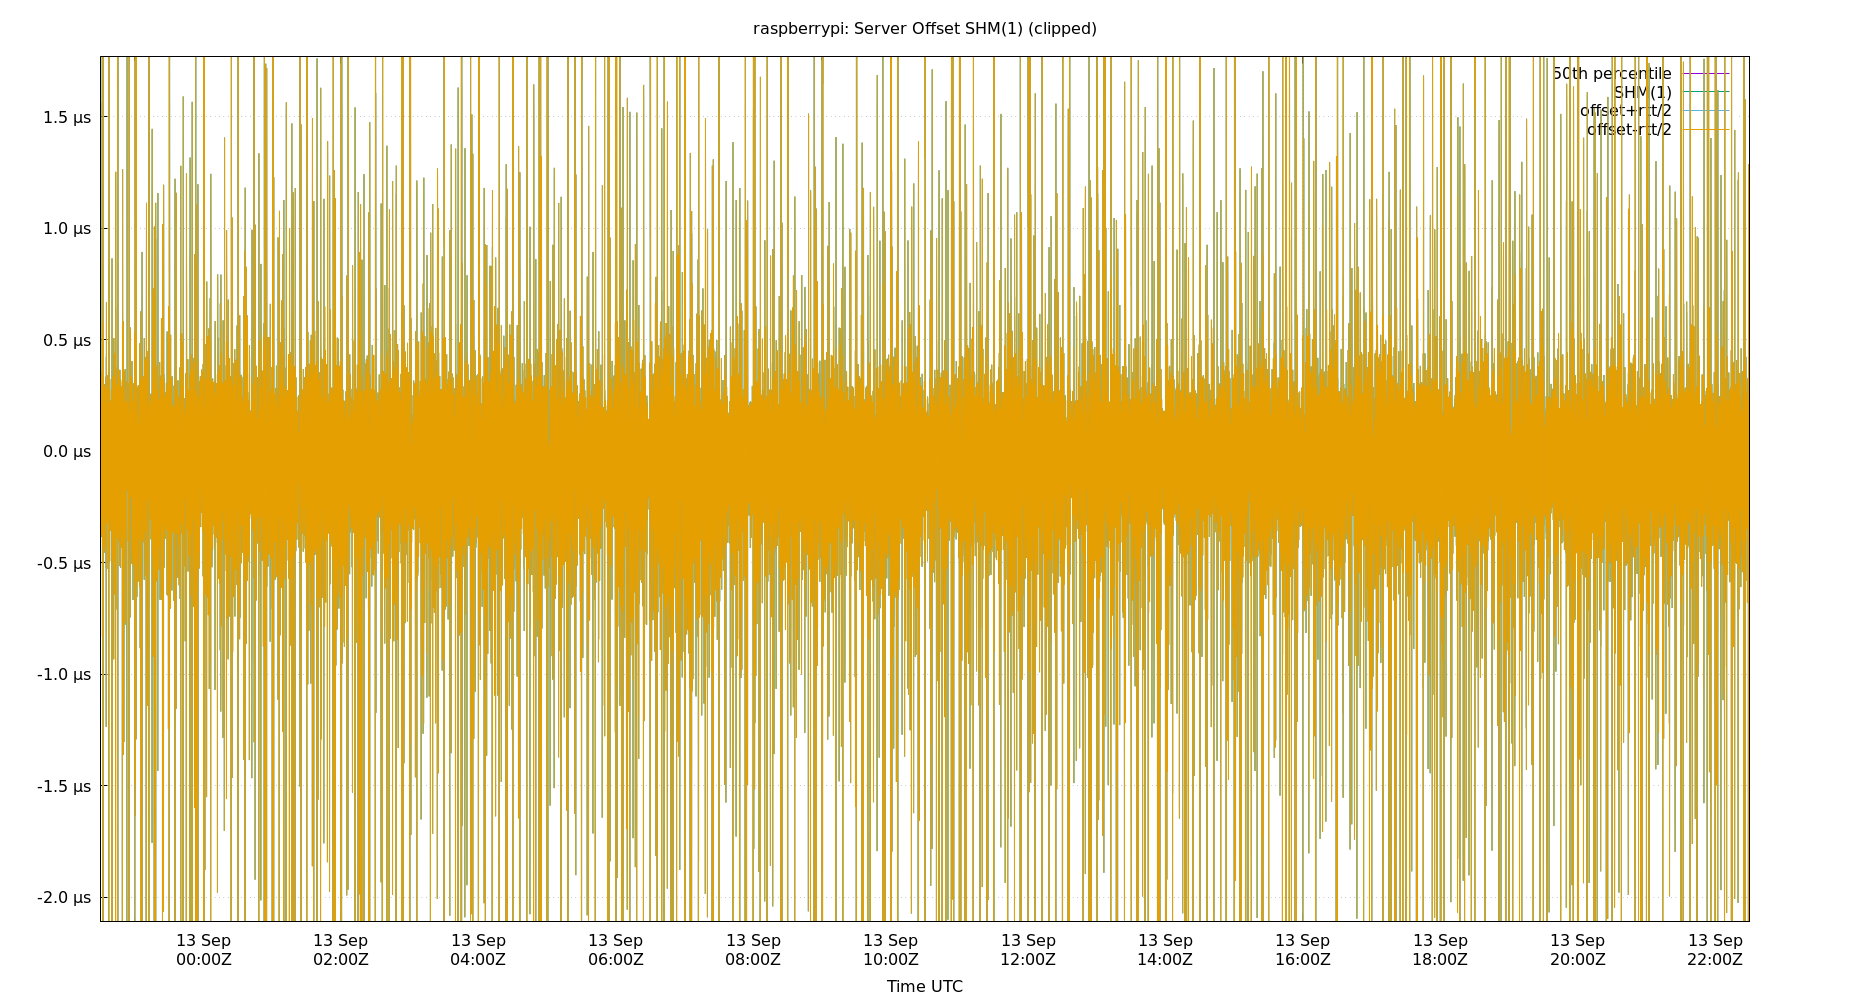 raspberrypi: Server Offset SHM(1) (clipped)
50th percentile
SHM(1)
offset+rtt/2
offset-rtt/2
1.5 µs
1.0 µs
0.5 µs
0.0 µs
-0.5 µs
-1.0 µs
-1.5 µs
-2.0 µs
13 Sep 13 Sep 13 Sep 13 Sep 13 Sep 13 Sep 13 Sep 13 Sep 13 Sep 13 Sep 13 Sep 13 Sep
00:00Z 02:00Z 04:00Z 06:00Z 08:00Z 10:00Z 12:00Z 14:00Z 16:00Z 18:00Z 20:00Z 22:00Z
Time UTC